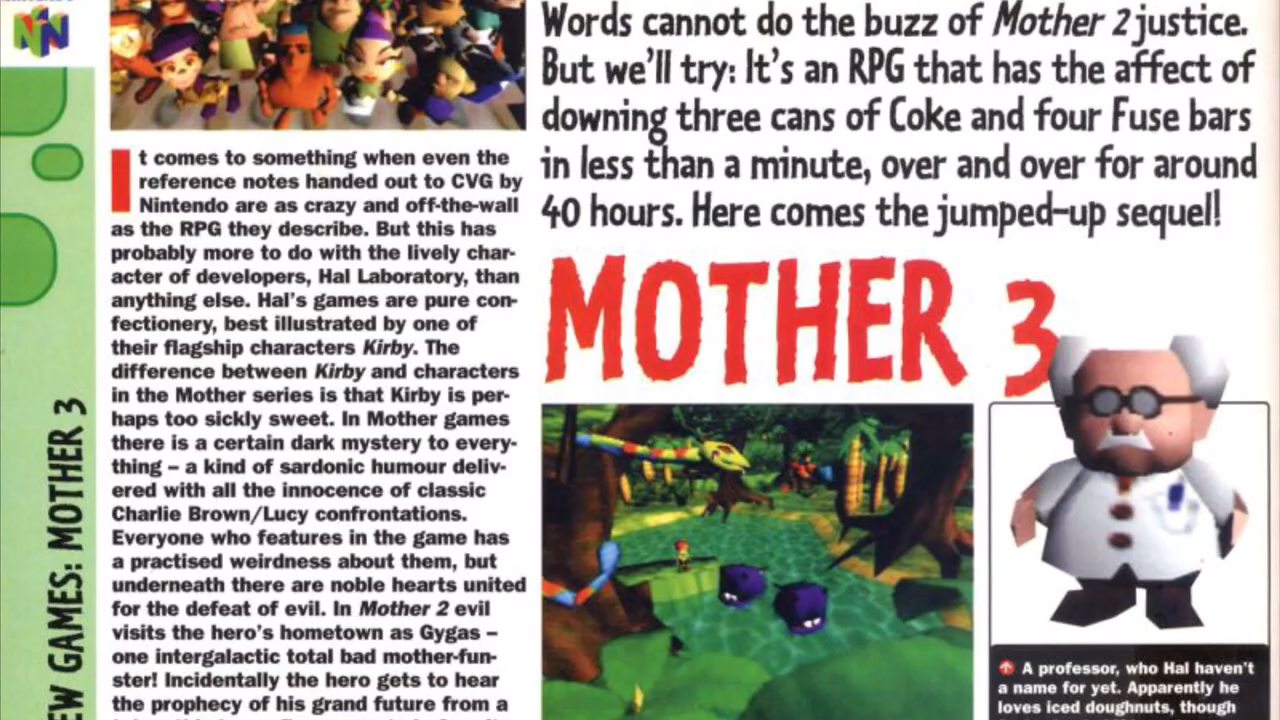 Words cannot do the buzz of Mother 2 justice.
But we'll try: It's an RPG that has the affect of
downing three cans of Coke and four Fuse bars
in less than a minute, over and over for around
40 hours. Here comes the jumped-up sequel!
MOTHER 3
It comes to something when even the
reference notes handed out to CVG by
Nintendo are as crazy and off-the-wall
as the RPG they describe. But this has
probably more to do with the lively char-
acter of developers, Hal Laboratory, than
anything else. Hal's games are pure con-
fectionery, best illustrated by one of
their flagship characters Kirby. The
difference between Kirby and characters
in the Mother series is that Kirby is per-
haps too sickly sweet. In Mother games
there is a certain dark mystery to every-
thing – a kind of sardonic humour deliv-
ered with all the innocence of classic
Charlie Brown/Lucy confrontations.
Everyone who features in the game has
a practised weirdness about them, but
underneath there are noble hearts united
for the defeat of evil. In Mother 2 evil
visits the hero's hometown as Gygas –
one intergalactic total bad mother-fun-
ster! Incidentally the hero gets to hear
the prophecy of his grand future from a
A professor, who Hal haven't
a name for yet. Apparently he
loves iced doughnuts, though
EW GAMES: MOTHER 3